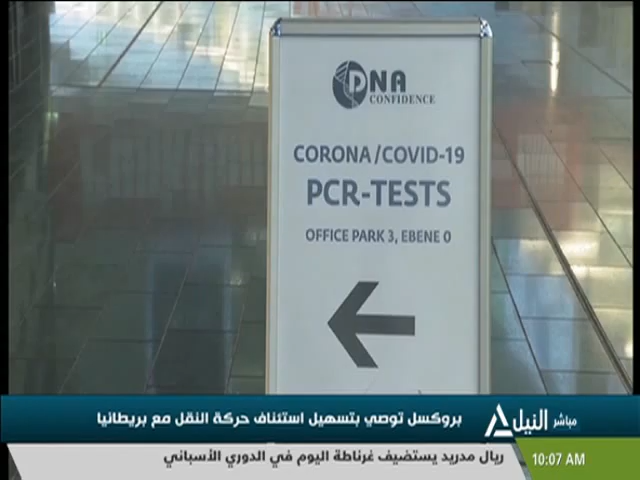 DNA
CONFIDENCE
CORONA/COVID-19
PCR-TESTS
OFFICE PARK 3, EBENE 0
بروكسل توصي بتسهيل استئناف حركة النقل مع بريطانيا
النيل مباشر
ريال مدريد يستضيف غرناطة اليوم في الدوري الأسباني
10:07 AM